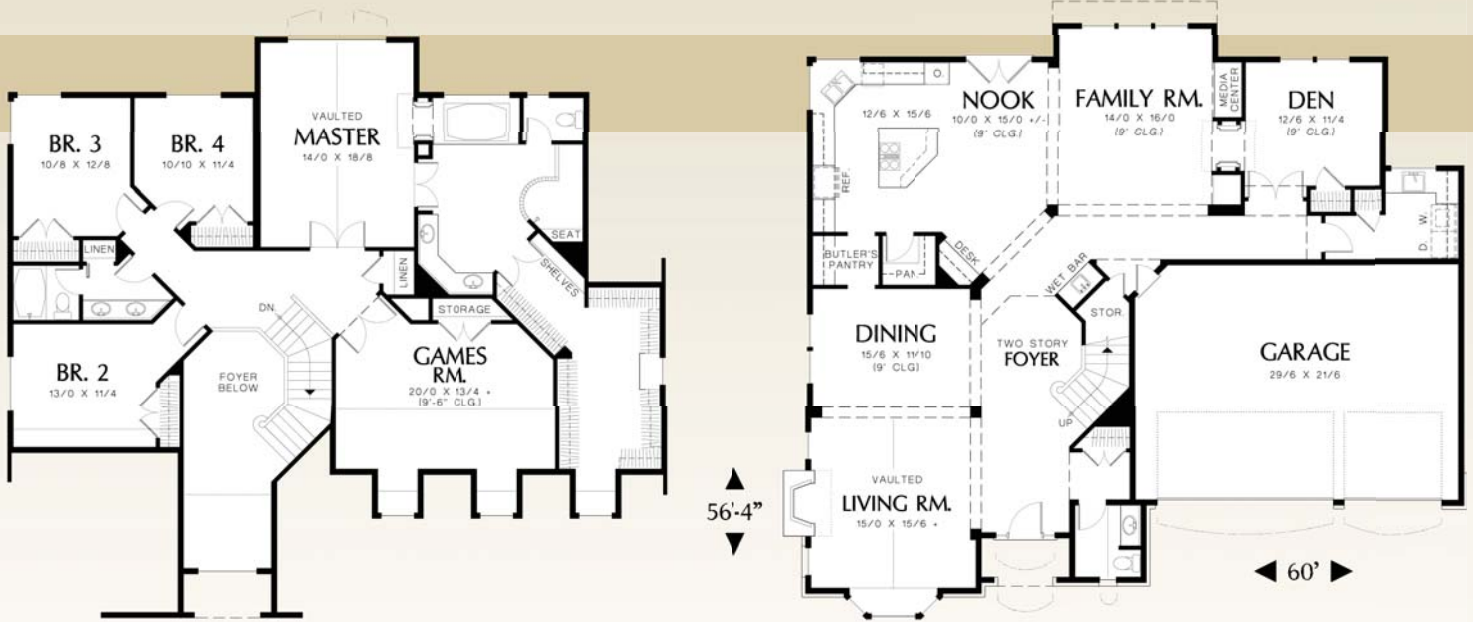 BR. 3
10/8 X 12/8
BR. 4
10/10 X 11/4
VAULTED
MASTER
14/0 X 18/8
LINEN
LINEN
SEAT
SHELVES
STORAGE
DN.
BR. 2
13/0 X 11/4
FOYER
BELOW
GAMES
RM.
20/0 X 13/4 +
(9'-6" CLG.)
12/6 X 15/6
NOOK
10/0 X 15/0 +/-
(9' CLG.)
FAMILY RM.
14/0 X 16/0
(9' CLG.)
MEDIA
CENTER
DEN
12/6 X 11/4
(9' CLG.)
REF.
BUTLER'S
PANTRY
PAN.
DESK
WET BAR
STOR.
D. W.
DINING
15/6 X 11/10
(9' CLG)
TWO STORY
FOYER
UP
GARAGE
29/6 X 21/6
VAULTED
LIVING RM.
15/0 X 15/6 +
56'-4"
60'